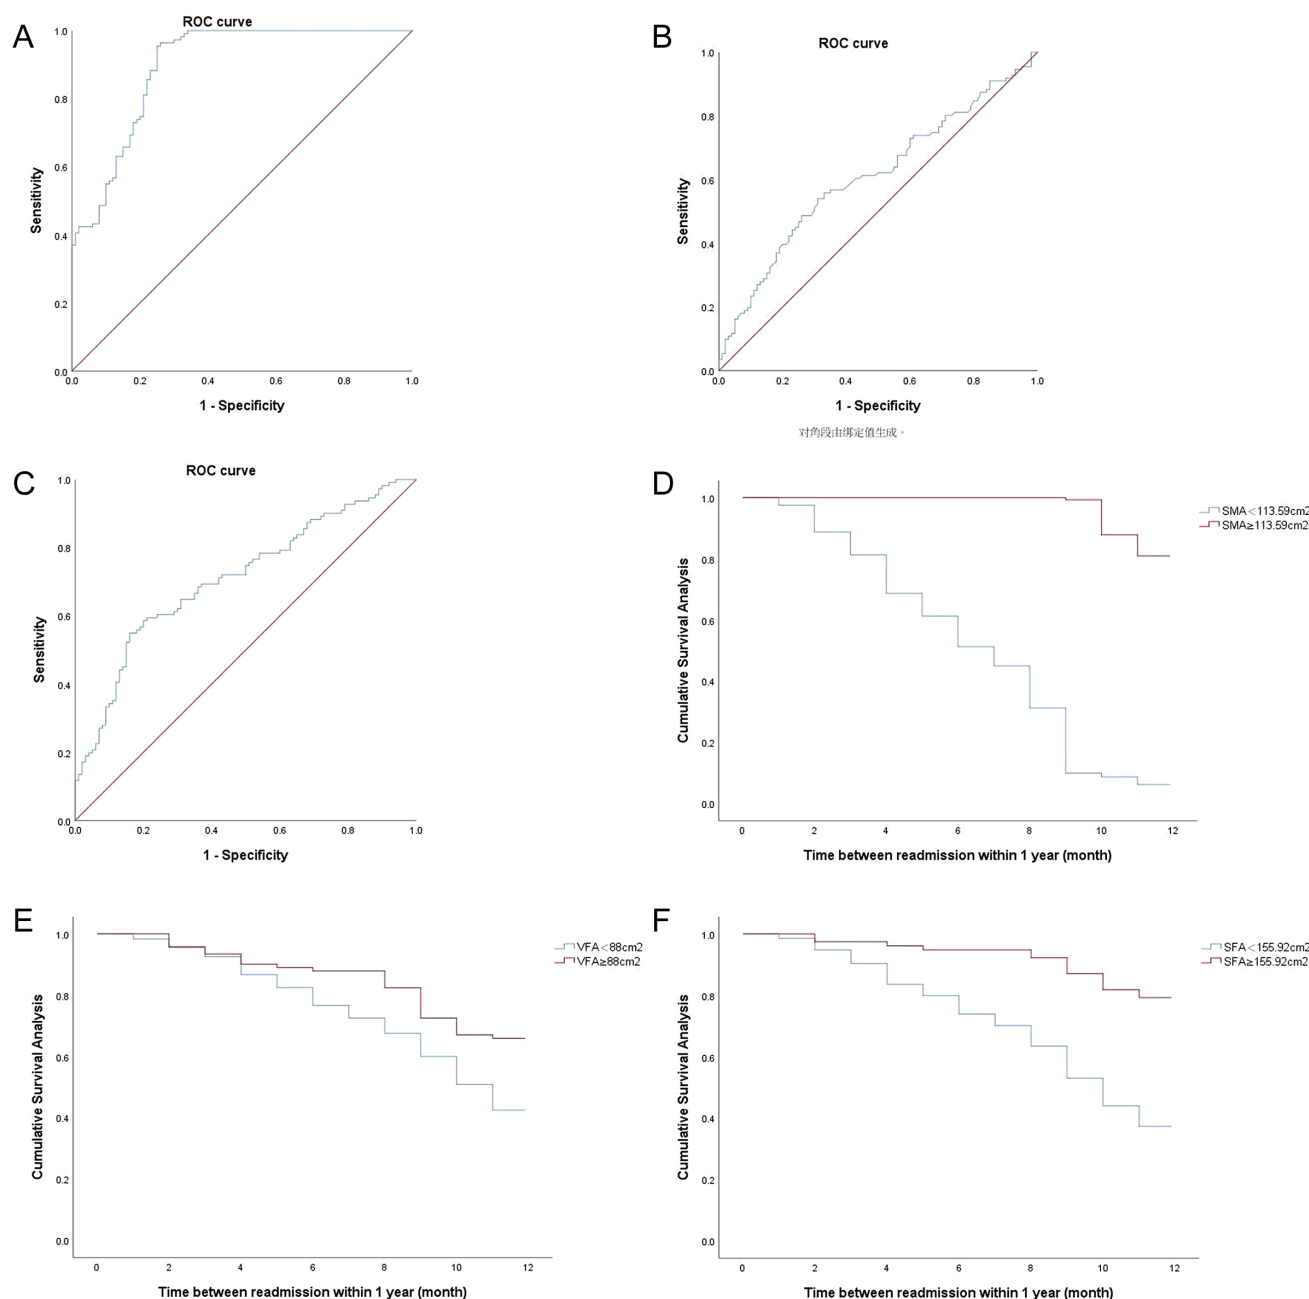 A
ROC curve
1.0
0.8
0.6
0.4
0.2
0.0
Sensitivity
0.0 0.2 0.4 0.6 0.8 1.0
1 - Specificity
B
ROC curve
1.0
0.8
0.6
0.4
0.2
0.0
Sensitivity
0.0 0.2 0.4 0.6 0.8 1.0
1 - Specificity
对角段由绑定值生成。
C
ROC curve
1.0
0.8
0.6
0.4
0.2
0.0
Sensitivity
0.0 0.2 0.4 0.6 0.8 1.0
1 - Specificity
D
1.0
0.8
0.6
0.4
0.2
0.0
Cumulative Survival Analysis
SMA<113.59cm2
SMA≥113.59cm2
0 2 4 6 8 10 12
Time between readmission within 1 year (month)
E
1.0
0.8
0.6
0.4
0.2
0.0
Cumulative Survival Analysis
VFA<88cm2
VFA≥88cm2
0 2 4 6 8 10 12
Time between readmission within 1 year (month)
F
1.0
0.8
0.6
0.4
0.2
0.0
Cumulative Survival Analysis
SFA<155.92cm2
SFA≥155.92cm2
0 2 4 6 8 10 12
Time between readmission within 1 year (month)